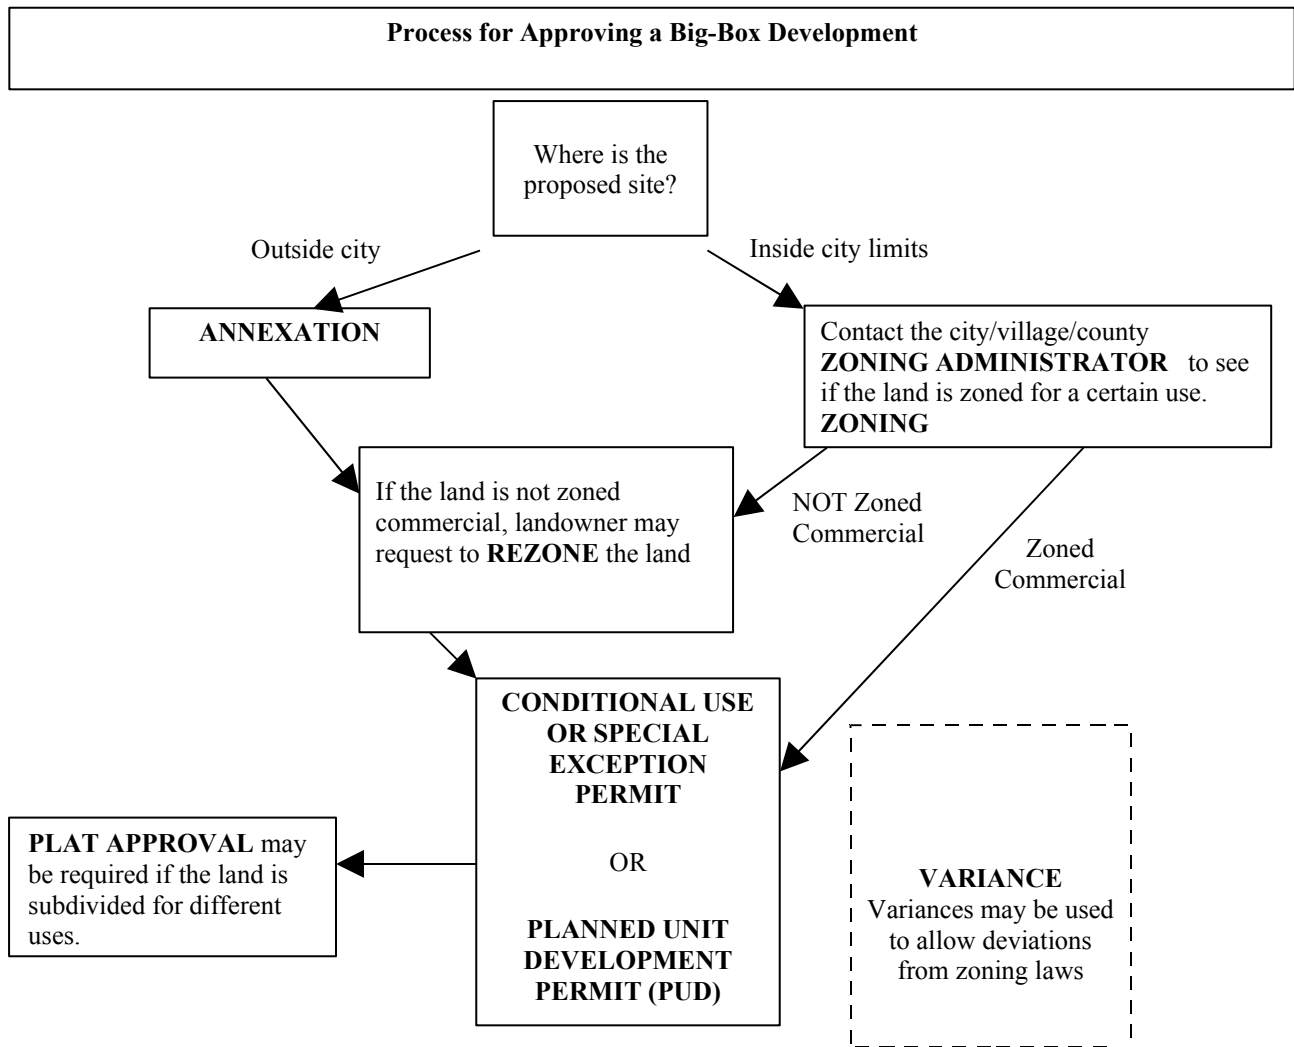 Process for Approving a Big-Box Development
Where is the
proposed site?
Outside city
Inside city limits
ANNEXATION
Contact the city/village/county
ZONING ADMINISTRATOR to see
if the land is zoned for a certain use.
ZONING
If the land is not zoned
commercial, landowner may
request to REZONE the land
NOT Zoned
Commercial
Zoned
Commercial
CONDITIONAL USE
OR SPECIAL
EXCEPTION
PERMIT
OR
PLANNED UNIT
DEVELOPMENT
PERMIT (PUD)
PLAT APPROVAL may
be required if the land is
subdivided for different
uses.
VARIANCE
Variances may be used
to allow deviations
from zoning laws